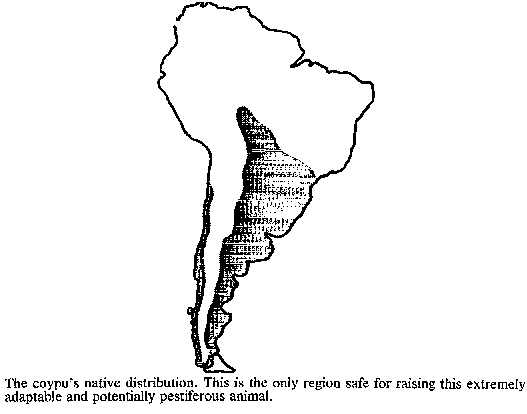 The coypu's native distribution. This is the only region safe for raising this extremely
adaptable and potentially pestiferous animal.